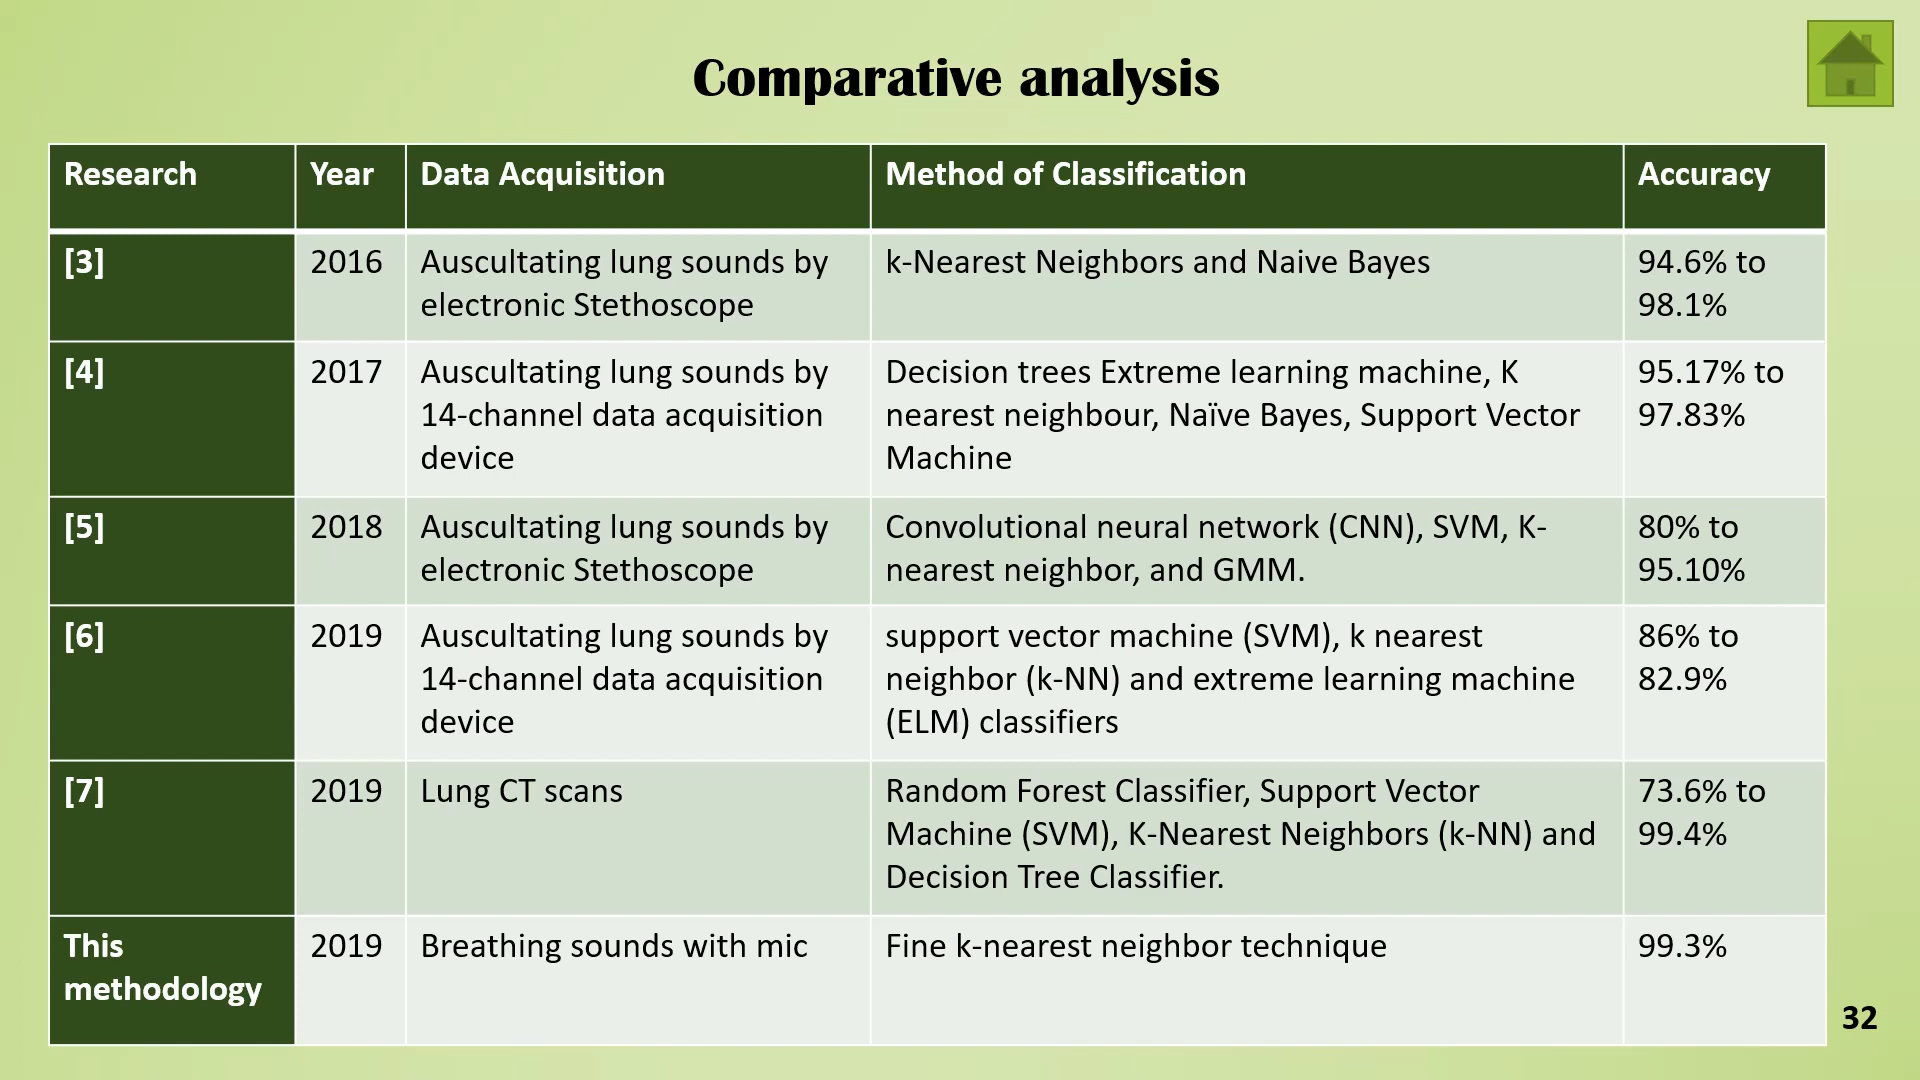 Comparative analysis
Research Year Data Acquisition Method of Classification Accuracy
[3] 2016 Auscultating lung sounds by k-Nearest Neighbors and Naive Bayes 94.6% to
electronic Stethoscope 98.1%
[4] 2017 Auscultating lung sounds by Decision trees Extreme learning machine, K 95.17% to
14-channel data acquisition nearest neighbour, Naïve Bayes, Support Vector 97.83%
device Machine
[5] 2018 Auscultating lung sounds by Convolutional neural network (CNN), SVM, K- 80% to
electronic Stethoscope nearest neighbor, and GMM. 95.10%
[6] 2019 Auscultating lung sounds by support vector machine (SVM), k nearest 86% to
14-channel data acquisition neighbor (k-NN) and extreme learning machine 82.9%
device (ELM) classifiers
[7] 2019 Lung CT scans Random Forest Classifier, Support Vector 73.6% to
Machine (SVM), K-Nearest Neighbors (k-NN) and 99.4%
Decision Tree Classifier.
This 2019 Breathing sounds with mic Fine k-nearest neighbor technique 99.3%
methodology
32